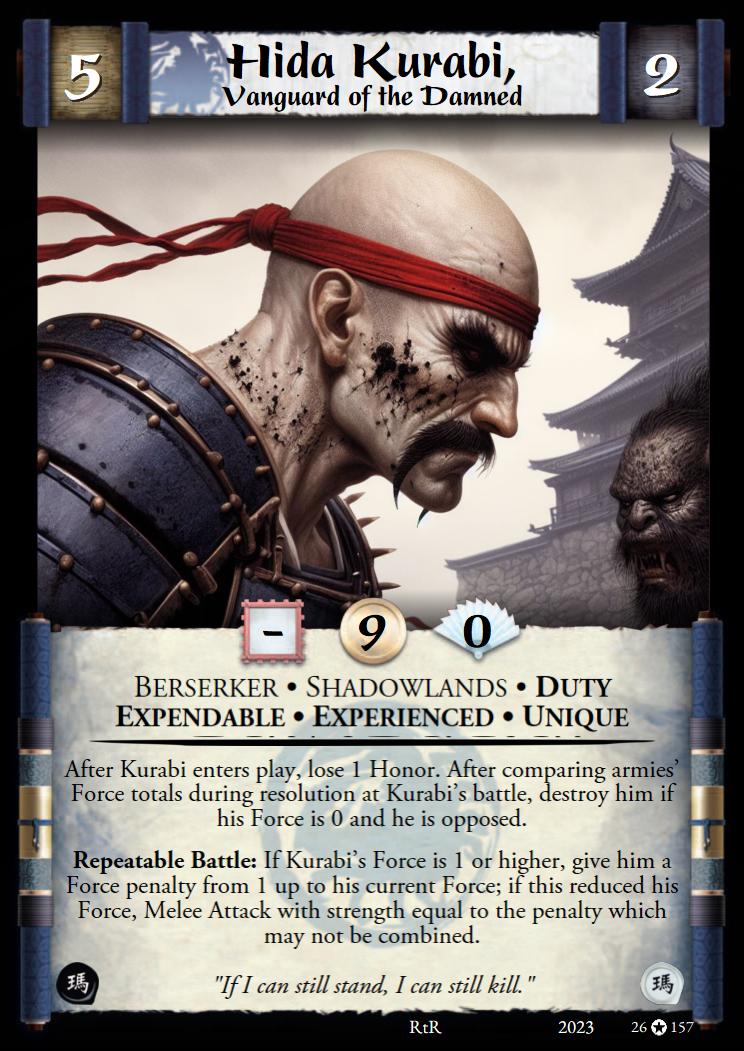 5
Hida Kurabi,
2
Vanguard of the Damned
-
9
0
BERSERKER • SHADOWLANDS • DUTY
EXPENDABLE • EXPERIENCED • UNIQUE
After Kurabi enters play, lose 1 Honor. After comparing armies'
Force totals during resolution at Kurabi's battle, destroy him if
his Force is 0 and he is opposed.
Repeatable Battle: If Kurabi's Force is 1 or higher, give him a
Force penalty from 1 up to his current Force; if this reduced his
Force, Melee Attack with strength equal to the penalty which
may not be combined.
瑪
"If I can still stand, I can still kill."
瑪
RtR
2023
26 ✪ 157